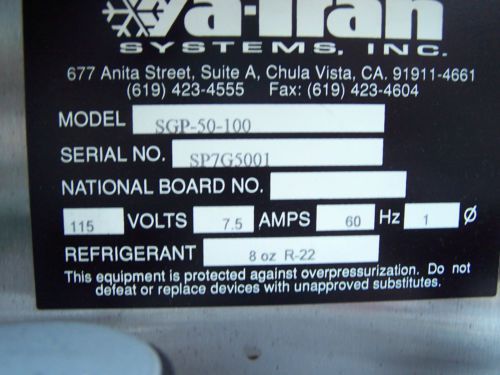 ya-Tran
SYSTEMS, INC.
677 Anita Street, Suite A, Chula Vista, CA. 91911-4661
(619) 423-4555 Fax: (619) 423-4604
MODEL SGP-50-100
SERIAL NO. SP7G5001
NATIONAL BOARD NO.
115 VOLTS 7.5 AMPS 60 Hz 1 Ø
REFRIGERANT 8 oz R-22
This equipment is protected against overpressurization. Do not
defeat or replace devices with unapproved substitutes.